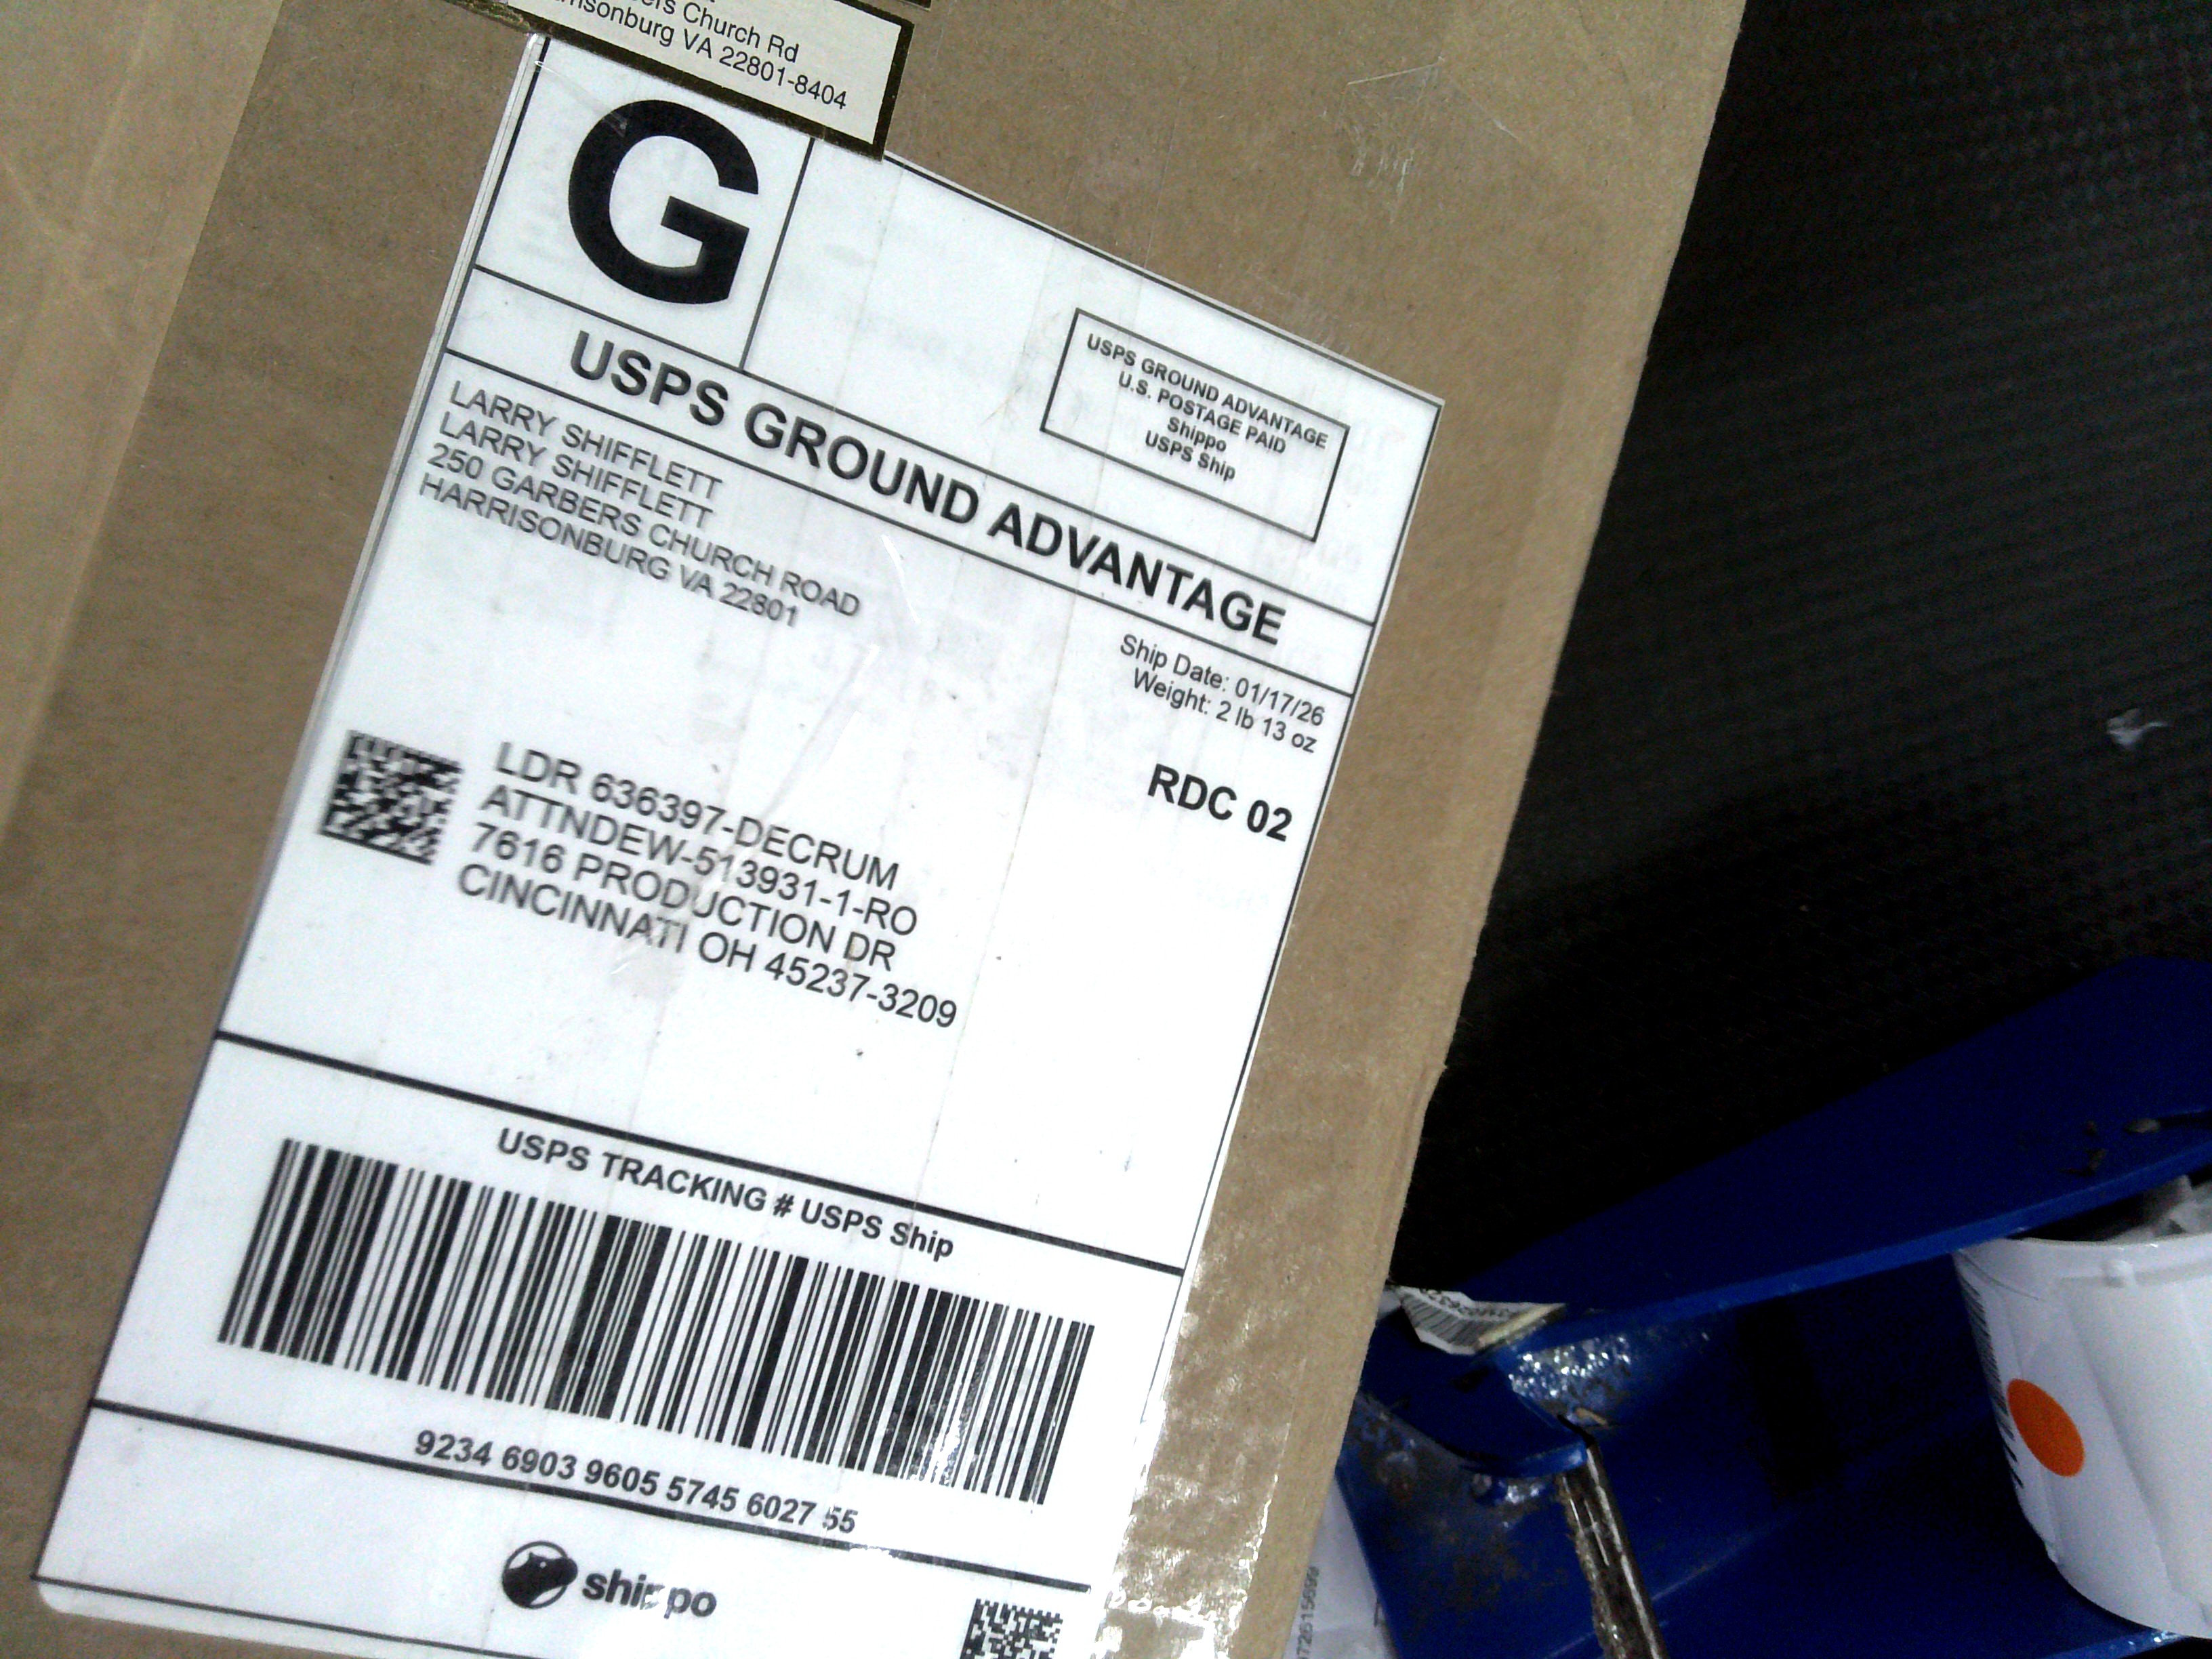 Church Rd
VA 22801-8404
G
USPS GROUND ADVANTAGE
U.S. POSTAGE PAID
Shippo
USPS Ship
USPS GROUND ADVANTAGE
LARRY SHIFFLETT
LARRY SHIFFLETT
250 GARBERS CHURCH ROAD
HARRISONBURG VA 22801
Ship Date: 01/17/26
Weight: 2 lb 13 oz
RDC 02
LDR 636397-DECRUM
ATTNDEW-513931-1-RO
7616 PRODUCTION DR
CINCINNATI OH 45237-3209
USPS TRACKING # USPS Ship
9234 6903 9605 5745 6027 55
shippo